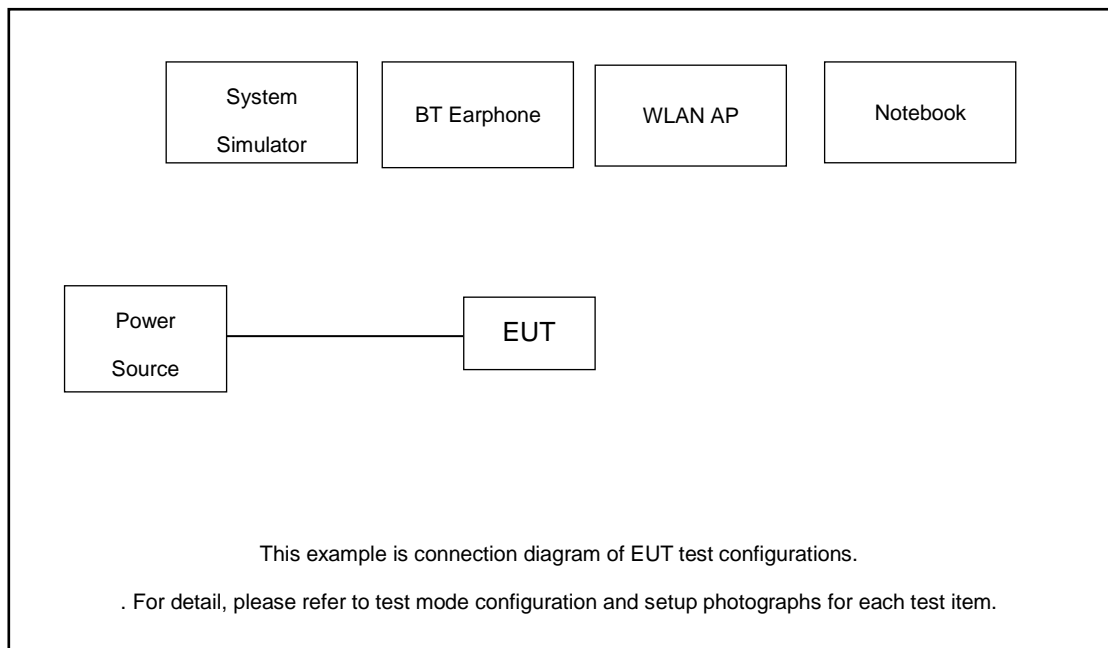 System
Simulator
BT Earphone
WLAN AP
Notebook
Power
Source
EUT
This example is connection diagram of EUT test configurations.
. For detail, please refer to test mode configuration and setup photographs for each test item.